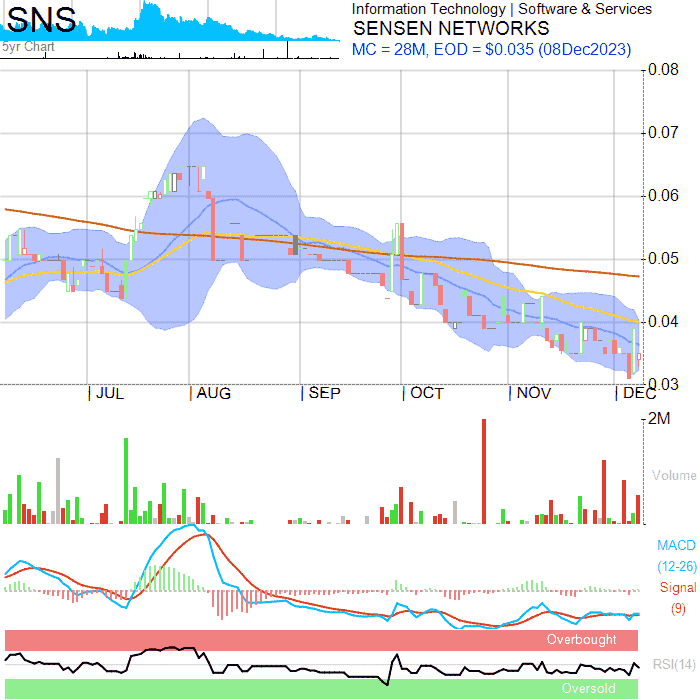 SNS
5yr Chart
Information Technology | Software & Services
SENSEN NETWORKS
MC = 28M, EOD = $0.035 (08Dec2023)
0.08
0.07
0.06
0.05
0.04
0.03
JUL AUG SEP OCT NOV DEC
2M
Volume
MACD
(12-26)
Signal
(9)
Overbought
RSI(14)
Oversold